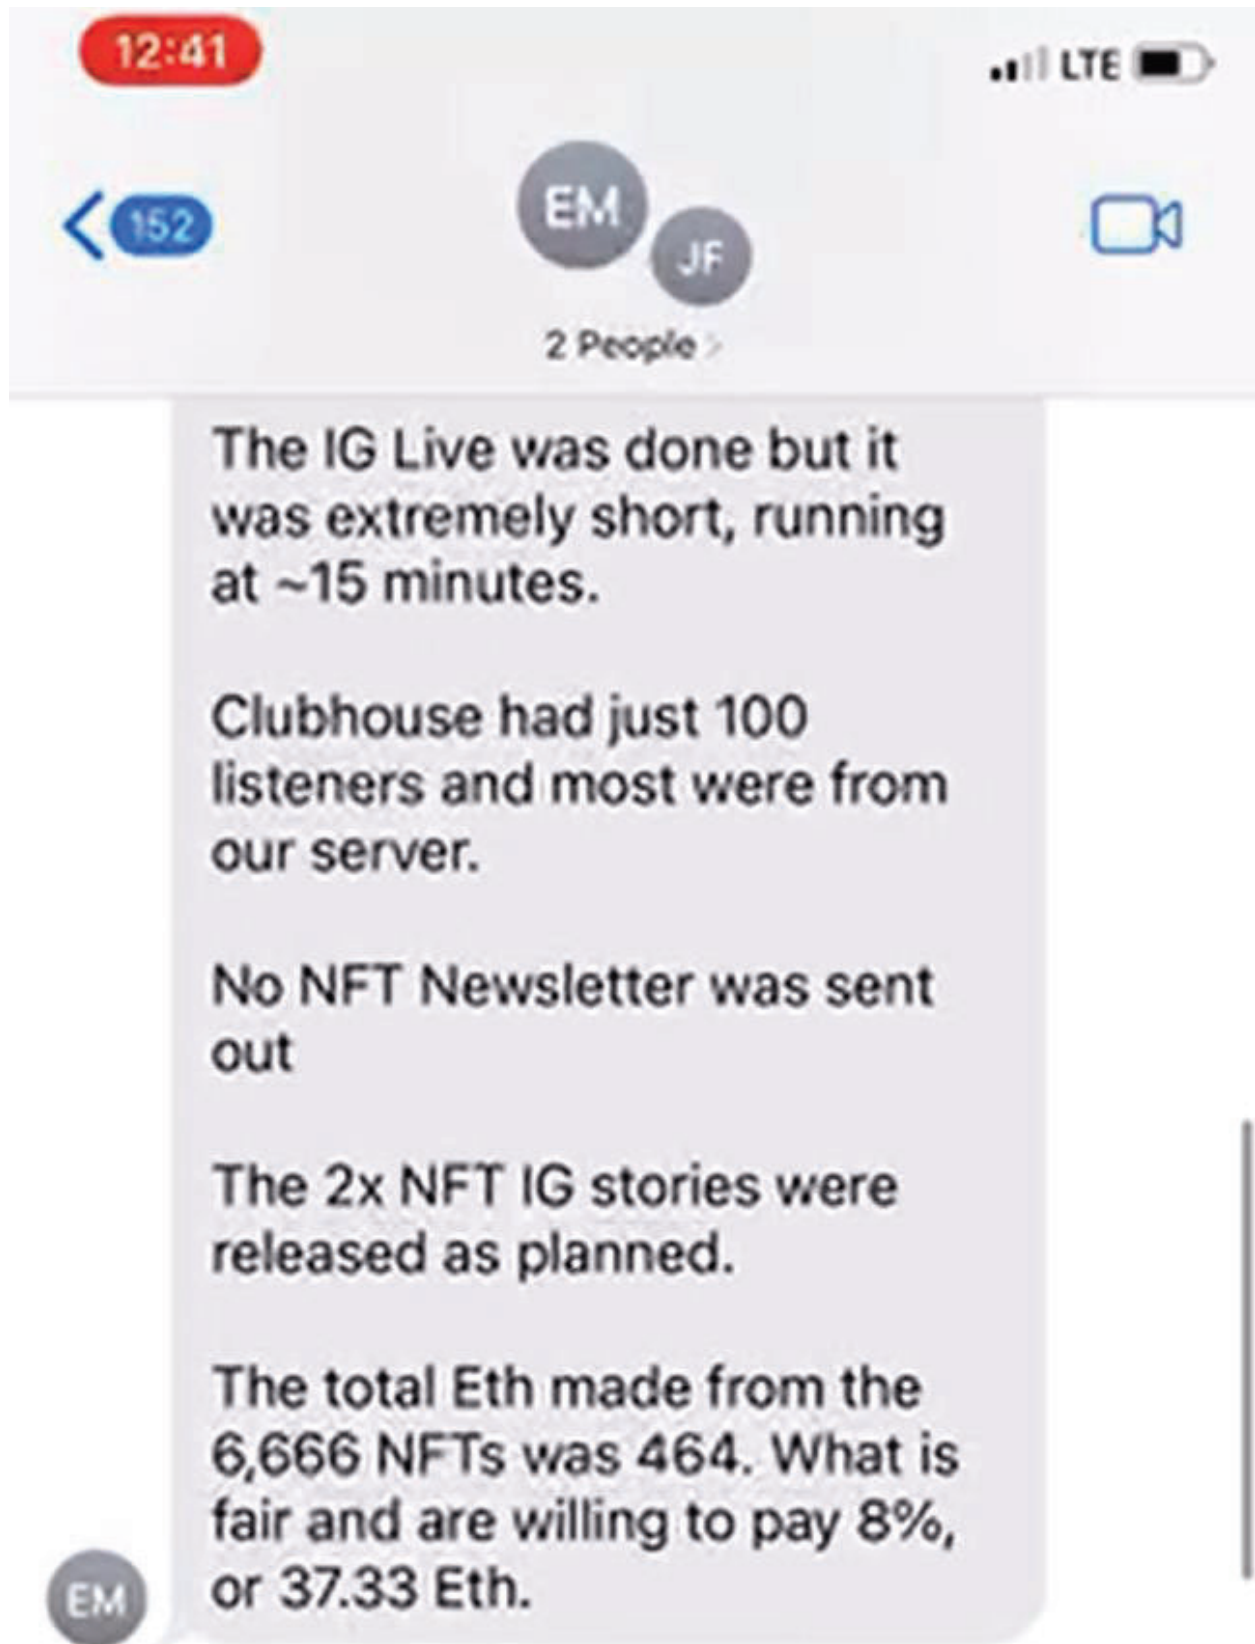 12:41
LTE
152
EM
JF
2 People >
The IG Live was done but it
was extremely short, running
at ~15 minutes.
Clubhouse had just 100
listeners and most were from
our server.
No NFT Newsletter was sent
out
The 2x NFT IG stories were
released as planned.
The total Eth made from the
6,666 NFTs was 464. What is
fair and are willing to pay 8%,
or 37.33 Eth.
EM